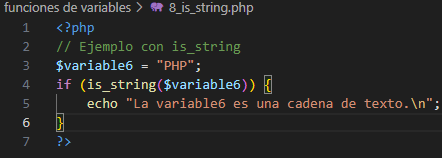 funciones de variables > 8_is_string.php
1 <?php
2 // Ejemplo con is_string
3 $variable6 = "PHP";
4 if (is_string($variable6)) {
5     echo "La variable6 es una cadena de texto.\n";
6 }
7 ?>